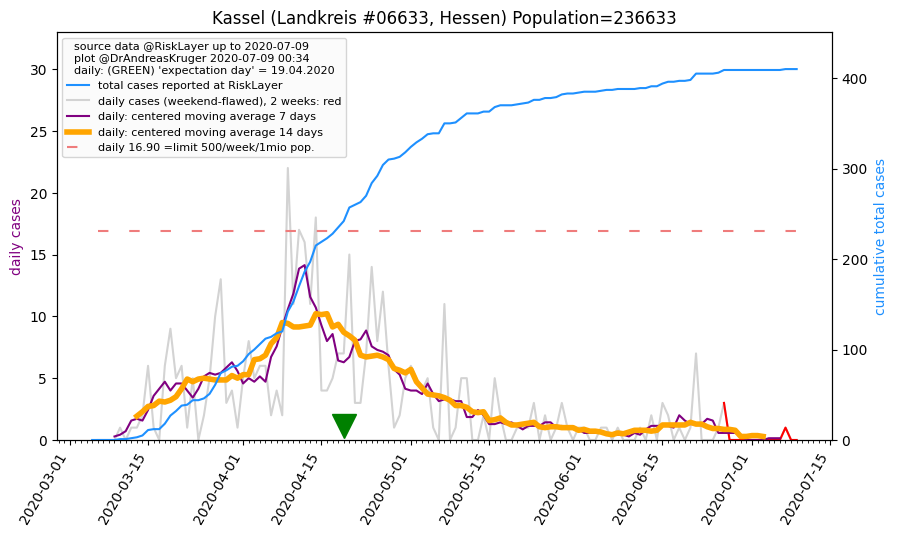 Kassel (Landkreis #06633, Hessen) Population=236633
source data @RiskLayer up to 2020-07-09
plot @DrAndreasKruger 2020-07-09 00:34
daily: (GREEN) 'expectation day' = 19.04.2020
total cases reported at RiskLayer
daily cases (weekend-flawed), 2 weeks: red
daily: centered moving average 7 days
daily: centered moving average 14 days
daily 16.90 =limit 500/week/1mio pop.
daily cases
30
25
20
15
10
5
0
cumulative total cases
400
300
200
100
0
2020-03-01
2020-03-15
2020-04-01
2020-04-15
2020-05-01
2020-05-15
2020-06-01
2020-06-15
2020-07-01
2020-07-15